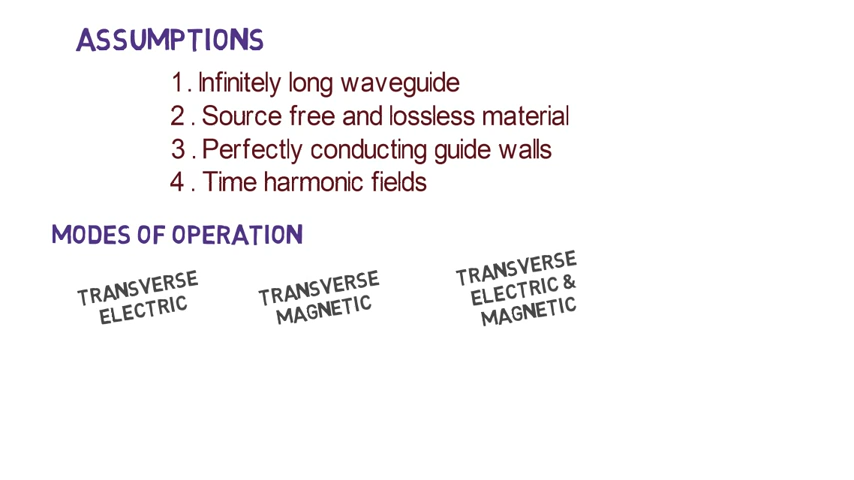 ASSUMPTIONS
1. Infinitely long waveguide
2. Source free and lossless material
3. Perfectly conducting guide walls
4. Time harmonic fields
MODES OF OPERATION
TRANSVERSE
ELECTRIC
TRANSVERSE
MAGNETIC
TRANSVERSE
ELECTRIC &
MAGNETIC